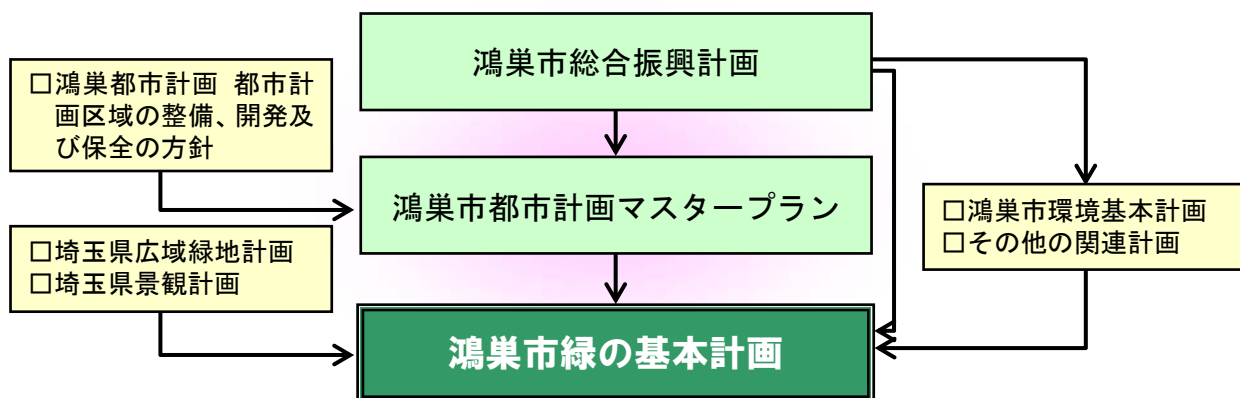 鴻巣市総合振興計画
□鴻巣都市計画 都市計
画区域の整備、開発及
び保全の方針
鴻巣市都市計画マスタープラン
□鴻巣市環境基本計画
□その他の関連計画
□埼玉県広域緑地計画
□埼玉県景観計画
鴻巣市緑の基本計画